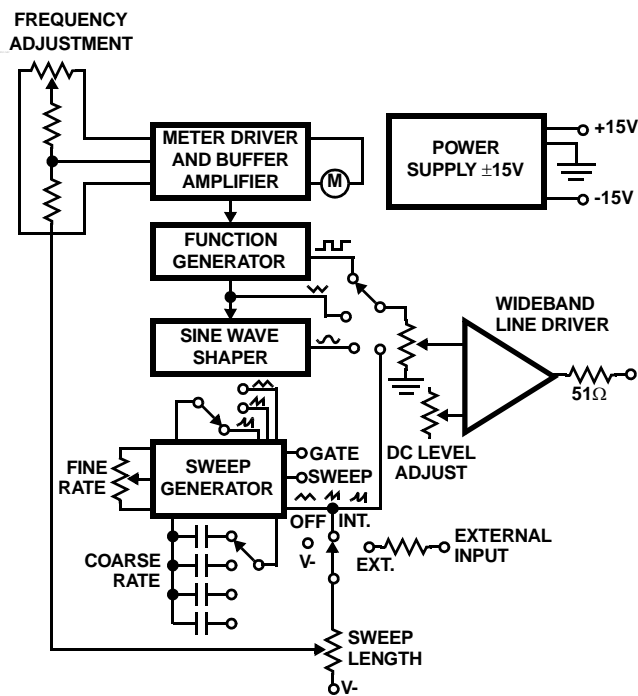 FREQUENCY
ADJUSTMENT
METER DRIVER
AND BUFFER
AMPLIFIER
M
POWER
SUPPLY ±15V
+15V
-15V
FUNCTION
GENERATOR
SINE WAVE
SHAPER
WIDEBAND
LINE DRIVER
51Ω
DC LEVEL
ADJUST
FINE
RATE
SWEEP
GENERATOR
GATE
SWEEP
OFF
INT.
V-
EXT.
EXTERNAL
INPUT
COARSE
RATE
SWEEP
LENGTH
V-